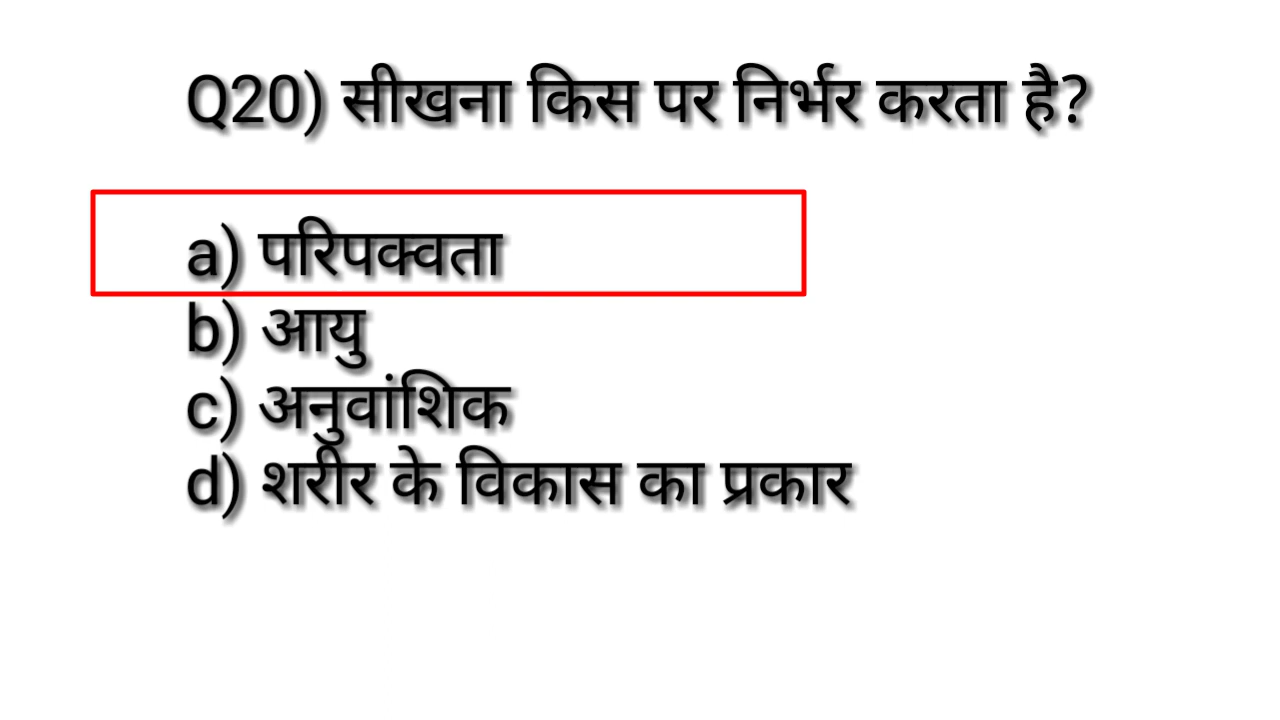 Q20) सीखना किस पर निर्भर करता है?
a) परिपक्वता
b) आयु
c) अनुवांशिक
d) शरीर के विकास का प्रकार